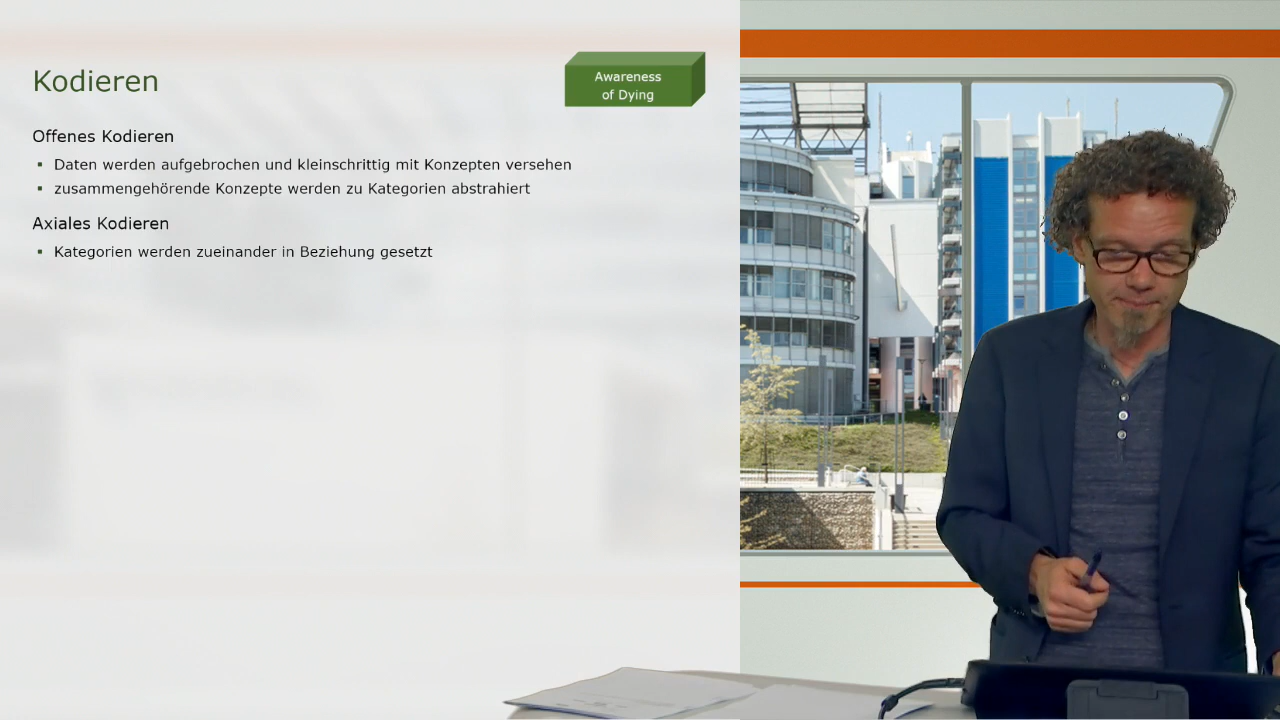 Kodieren
Awareness
of Dying
Offenes Kodieren
Daten werden aufgebrochen und kleinschrittig mit Konzepten versehen
zusammengehörende Konzepte werden zu Kategorien abstrahiert
Axiales Kodieren
Kategorien werden zueinander in Beziehung gesetzt